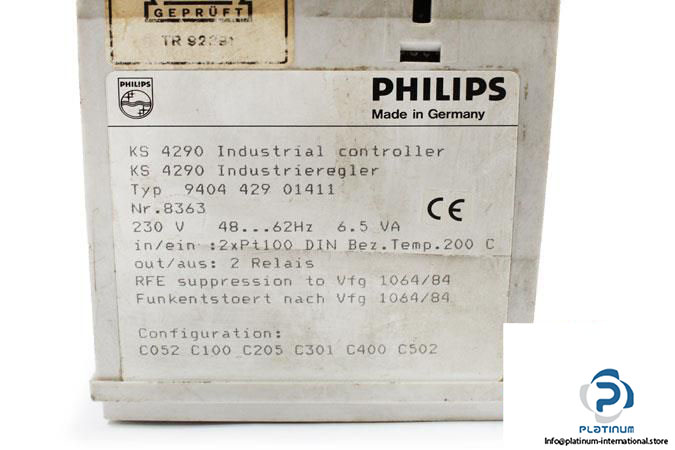 GEPRÜFT
TR 92291
PHILIPS
PHILIPS
Made in Germany
KS 4290 Industrial controller
KS 4290 Industrieregler
Typ 9404 429 01411
Nr.8363
230 V 48...62Hz 6.5 VA
CE
in/ein :2xPt100 DIN Bez.Temp.200 C
out/aus: 2 Relais
RFE suppression to Vfg 1064/84
Funkentstoert nach Vfg 1064/84
Configuration:
C052 C100 C205 C301 C400 C502
PLATINUM
Info@platinum-international.store